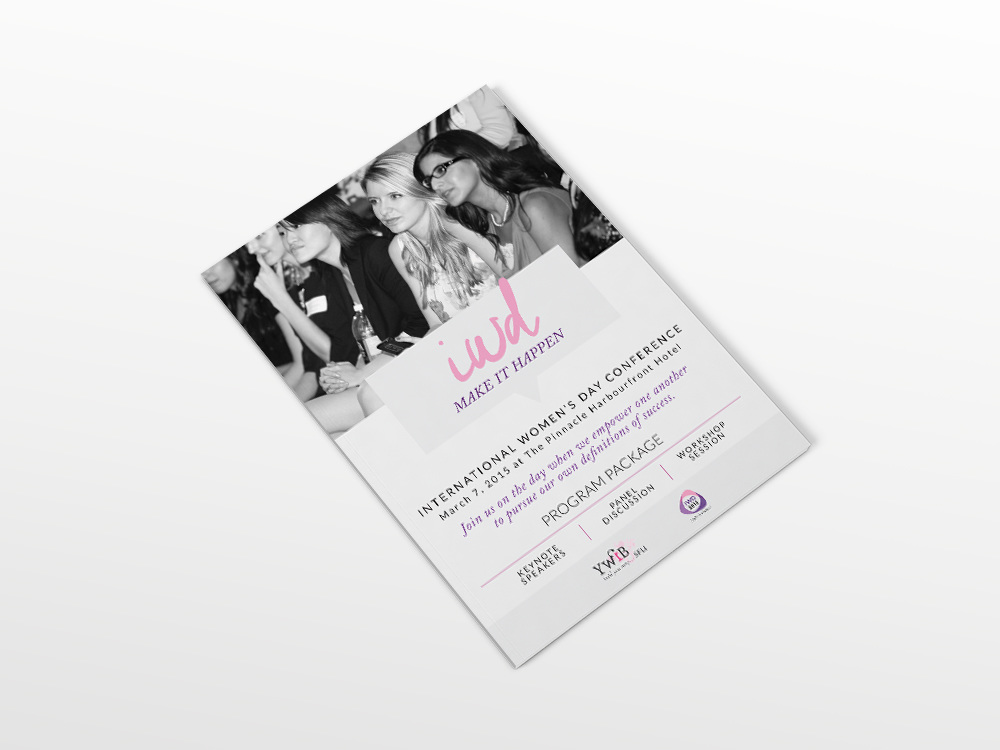 iwd
MAKE IT HAPPEN
INTERNATIONAL WOMEN'S DAY CONFERENCE
March 7, 2015 at The Pinnacle Harbourfront Hotel
Join us on the day when we empower one another
to pursue our own definitions of success.
PROGRAM PACKAGE
KEYNOTE
SPEAKERS
PANEL
DISCUSSION
WORKSHOP
SESSION
YWiB
SFU